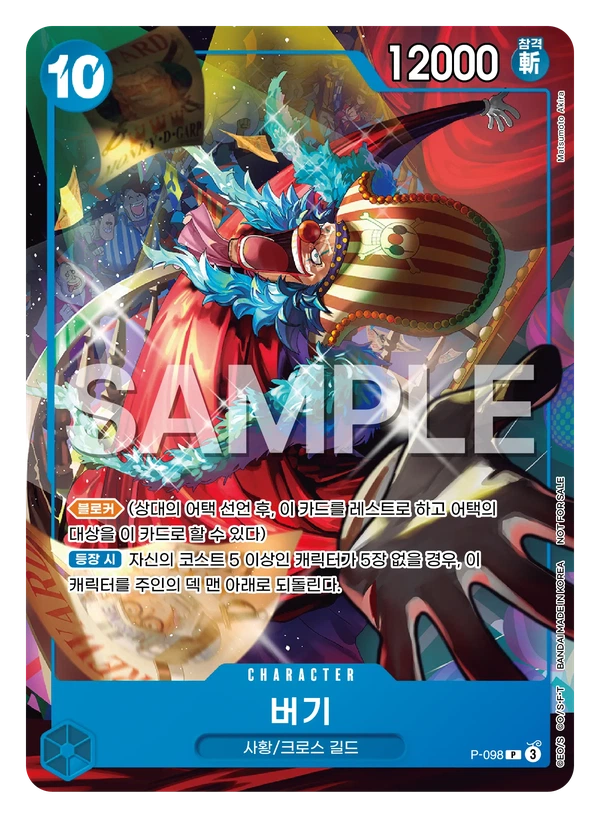 10
12000
참격
斬
Matsumoto Akira
SAMPLE
블로커 (상대의 어택 선언 후, 이 카드를 레스트로 하고 어택의
대상을 이 카드로 할 수 있다)
등장 시 자신의 코스트 5 이상인 캐릭터가 5장 없을 경우, 이
캐릭터를 주인의 덱 맨 아래로 되돌린다.
CHARACTER
버기
사황/크로스 길드
P-098 P 3
©EO/S ©O/S·F·T BANDAI MADE IN KOREA NOT FOR SALE